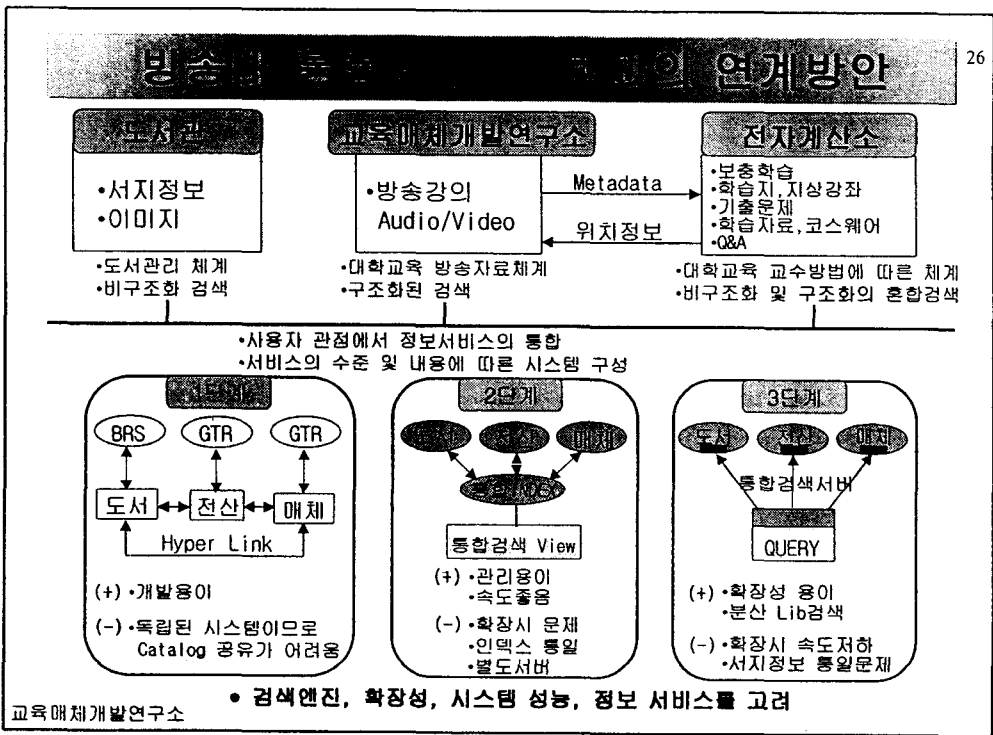 방송대 의 연계방안
26
도서관
•서지정보
•이미지
•도서관리 체계
•비구조화 검색
교육매체개발연구소
•방송강의
Audio/Video
•대학교육 방송자료체계
•구조화된 검색
Metadata
위치정보
전자계산소
•보충학습
•학습지,지상강좌
•기출문제
•학습자료,코스웨어
•Q&A
•대학교육 교수방법에 따른 체계
•비구조화 및 구조화의 혼합검색
•사용자 관점에서 정보서비스의 통합
•서비스의 수준 및 내용에 따른 시스템 구성
1단계
BRS
GTR
GTR
도서
전산
매체
Hyper Link
(+) •개발용이
(-) •독립된 시스템이므로
Catalog 공유가 어려움
2단계
전산
매체
통합검색 View
(+) •관리용이
•속도좋음
(-) •확장시 문제
•인덱스 통일
•별도서버
3단계
도서
전산
매체
통합검색서버
QUERY
(+) •확장성 용이
•분산 Lib검색
(-) •확장시 속도저하
•서지정보 통일문제
• 검색엔진, 확장성, 시스템 성능, 정보 서비스를 고려
교육매체개발연구소